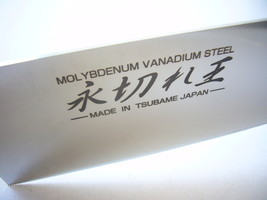 MOLYBDENUM VANADIUM STEEL
永切れ王
—MADE IN TSUBAME JAPAN—